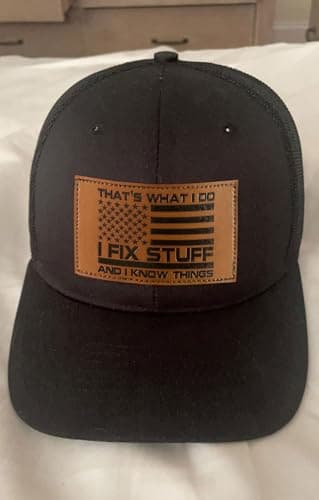 THAT'S WHAT I DO
I FIX STUFF
AND I KNOW THINGS